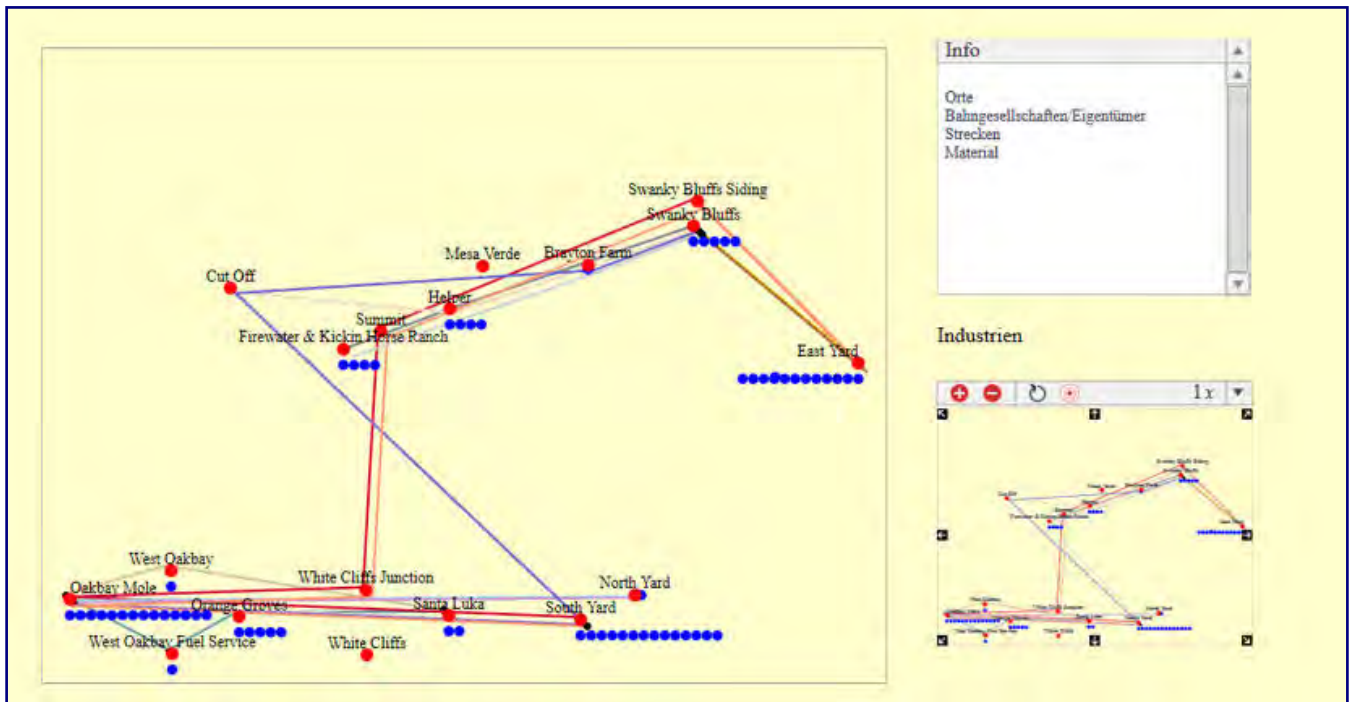 Info
Orte
Bahngesellschaften/Eigentümer
Strecken
Material
Swanky Bluffs Siding
Swanky Bluffs
Mesa Verde
Brayton Farm
Cut Off
Helper
Summit
Firewater & Kickin Horse Ranch
East Yard
Industrien
1x
West Oakbay
White Cliffs Junction
North Yard
Oakbay Mole
Orange Groves
Santa Luka
South Yard
West Oakbay Fuel Service
White Cliffs